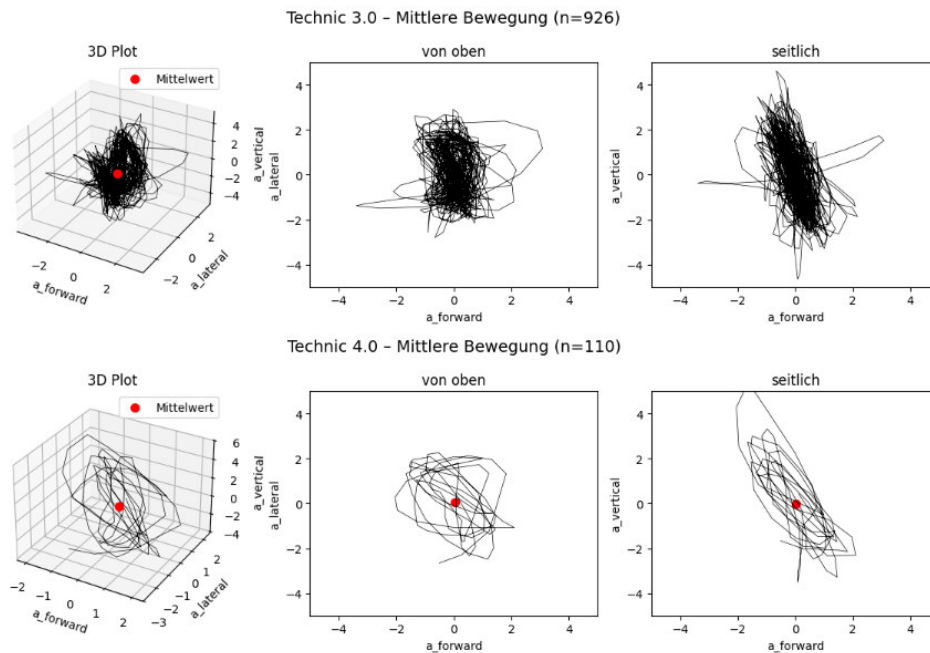 Technic 3.0 – Mittlere Bewegung (n=926)
3D Plot
Mittelwert
4
2
0
−2
−4
a_vertical
2
0
−2
a_lateral
−2
0
2
a_forward
von oben
4
2
0
−2
−4
a_lateral
−4
−2
0
2
4
a_forward
seitlich
4
2
0
−2
−4
a_vertical
−4
−2
0
2
4
a_forward
Technic 4.0 – Mittlere Bewegung (n=110)
3D Plot
Mittelwert
6
4
2
0
−2
−4
a_vertical
2
1
0
−1
−2
−3
a_lateral
−2
−1
0
1
2
a_forward
von oben
4
2
0
−2
−4
a_lateral
−4
−2
0
2
4
a_forward
seitlich
4
2
0
−2
−4
a_vertical
−4
−2
0
2
4
a_forward